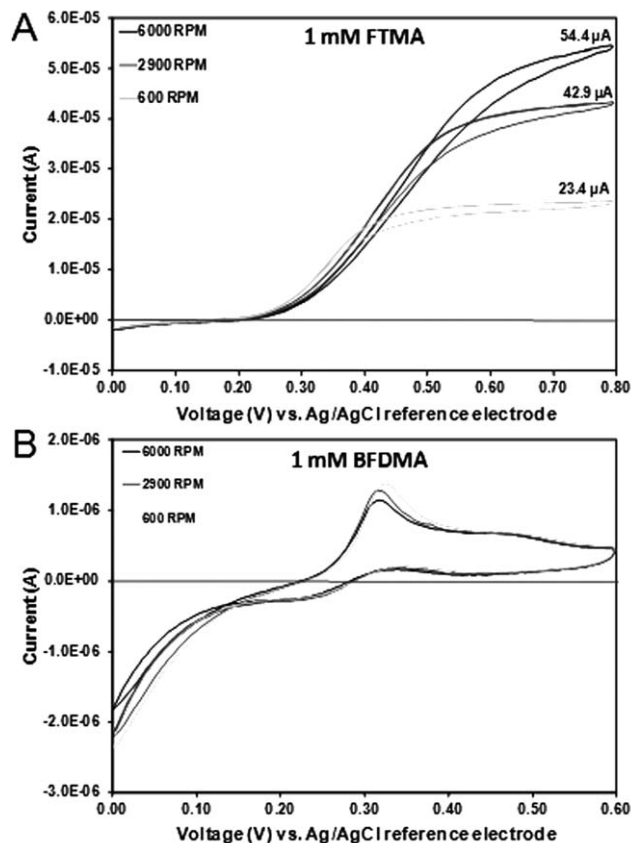 A
1 mM FTMA
6000 RPM
2900 RPM
600 RPM
54.4 µA
42.9 µA
23.4 µA
6.0E-05
5.0E-05
4.0E-05
3.0E-05
2.0E-05
1.0E-05
0.0E+00
-1.0E-05
Current (A)
0.00 0.10 0.20 0.30 0.40 0.50 0.60 0.70 0.80
Voltage (V) vs. Ag/AgCl reference electrode
B
1 mM BFDMA
6000 RPM
2900 RPM
600 RPM
2.0E-06
1.0E-06
0.0E+00
-1.0E-06
-2.0E-06
-3.0E-06
Current (A)
0.00 0.10 0.20 0.30 0.40 0.50 0.60
Voltage (V) vs. Ag/AgCl reference electrode